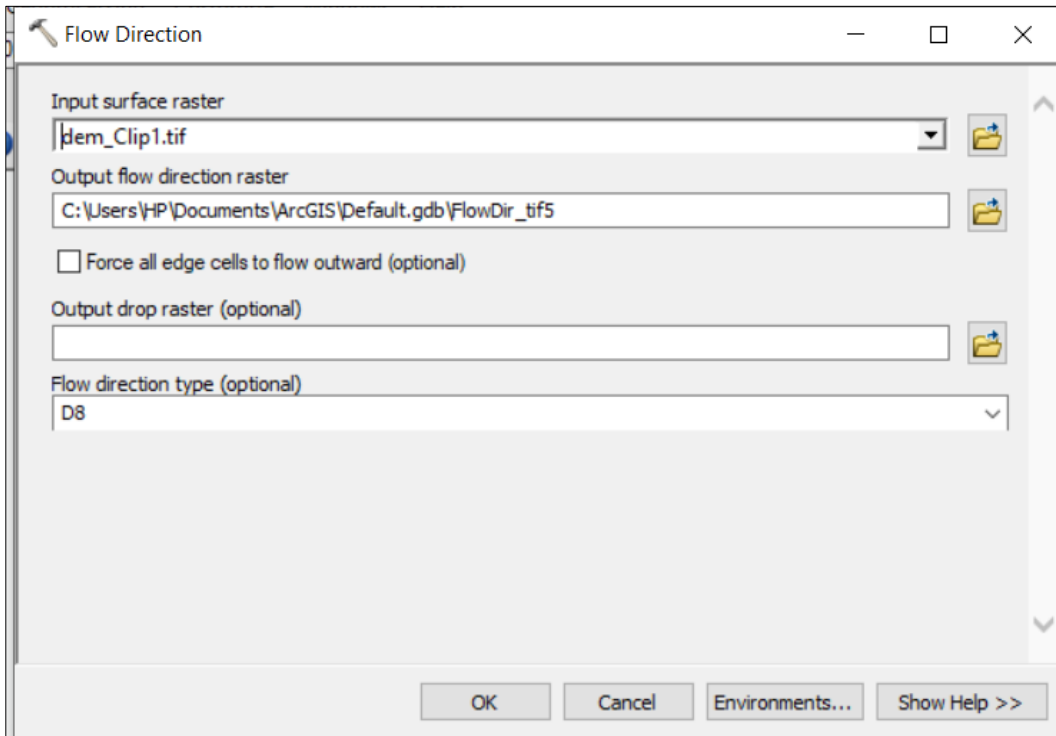 Flow Direction
Input surface raster
dem_Clip1.tif
Output flow direction raster
C:\Users\HP\Documents\ArcGIS\Default.gdb\FlowDir_tif5
Force all edge cells to flow outward (optional)
Output drop raster (optional)
Flow direction type (optional)
D8
OK Cancel Environments... Show Help >>